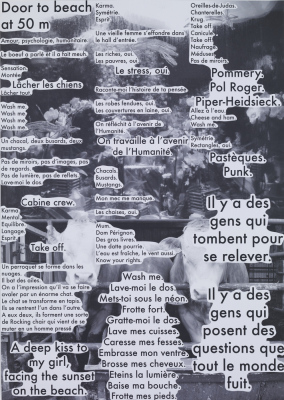 Door to beach
at 50 m
Amour, psychologie, humanitaire.
Le boeuf a parlé et il a fait meuh.
Sensation.
Montée.
Lâcher les chiens
Lâcher tout.
Wash me.
Wash me.
Wash me.
Wash me.
Un chacal, deux busards, deux
mustangs.
Pas de miroirs, pas d'images, pas
de regards.
Pas de lumière, pas de reflets.
Lave-moi le dos.
Cabine crew.
Karma.
Mental.
Equilibre.
Langage.
Esprit.
Take off.
Un perroquet se forme dans les
nuages.
Il bat des ailes.
On a l'impression qu'il va se faire
avaler par un énorme chat.
Le chat se transforme en tapis.
Ils se rentrent l'un dans l'autre.
A eux deux, ils forment une sorte
de Rocking chair qui vient de se
muter en un homme pressé.
A deep kiss to
my girl,
facing the sunset
on the beach.
Karma.
Symétrie.
Esprit.
Une vieille femme s'effondre dans
le hall d'entrée.
Les riches, oui.
Les pauvres, oui.
Le stress, oui.
Raconte-moi l'histoire de ta pensée.
Les robes fendues, oui.
Les couvertures en laine, oui.
On réfléchit à l'avenir de
l'Humanité.
On travaille à l'avenir
de l'Humanité.
Chacals.
Busards.
Mustangs.
Mon mec me manque.
Les chaises, oui.
Mum.
Dom Pérignon.
Des gros livres.
Une datte pourrie.
L'eau est fraîche, le vent aussi.
Know your rights.
Wash me.
Lave-moi le dos.
Mets-toi sous le néon.
Frotte fort.
Gratte-moi le dos.
Lave mes cuisses.
Caresse mes fesses.
Embrasse mon ventre.
Brosse mes cheveux.
Eteins la lumière.
Baise ma bouche.
Frotte mes pieds.
Oreilles-de-Judas.
Chanterelles.
Krug.
Take off.
Canicule.
Take off.
Naufrage.
Méduses.
Pas de miroirs.
Pommery.
Pol Roger.
Piper-Heidsieck.
Allez à l'eau.
Cheese and ham.
Wash me.
Symétrie.
Rectangles, oui.
Pastèques.
Punk.
Il y a des
gens qui
tombent pour
se relever.
Il y a des
gens qui
posent des
questions que
tout le monde
fuit.